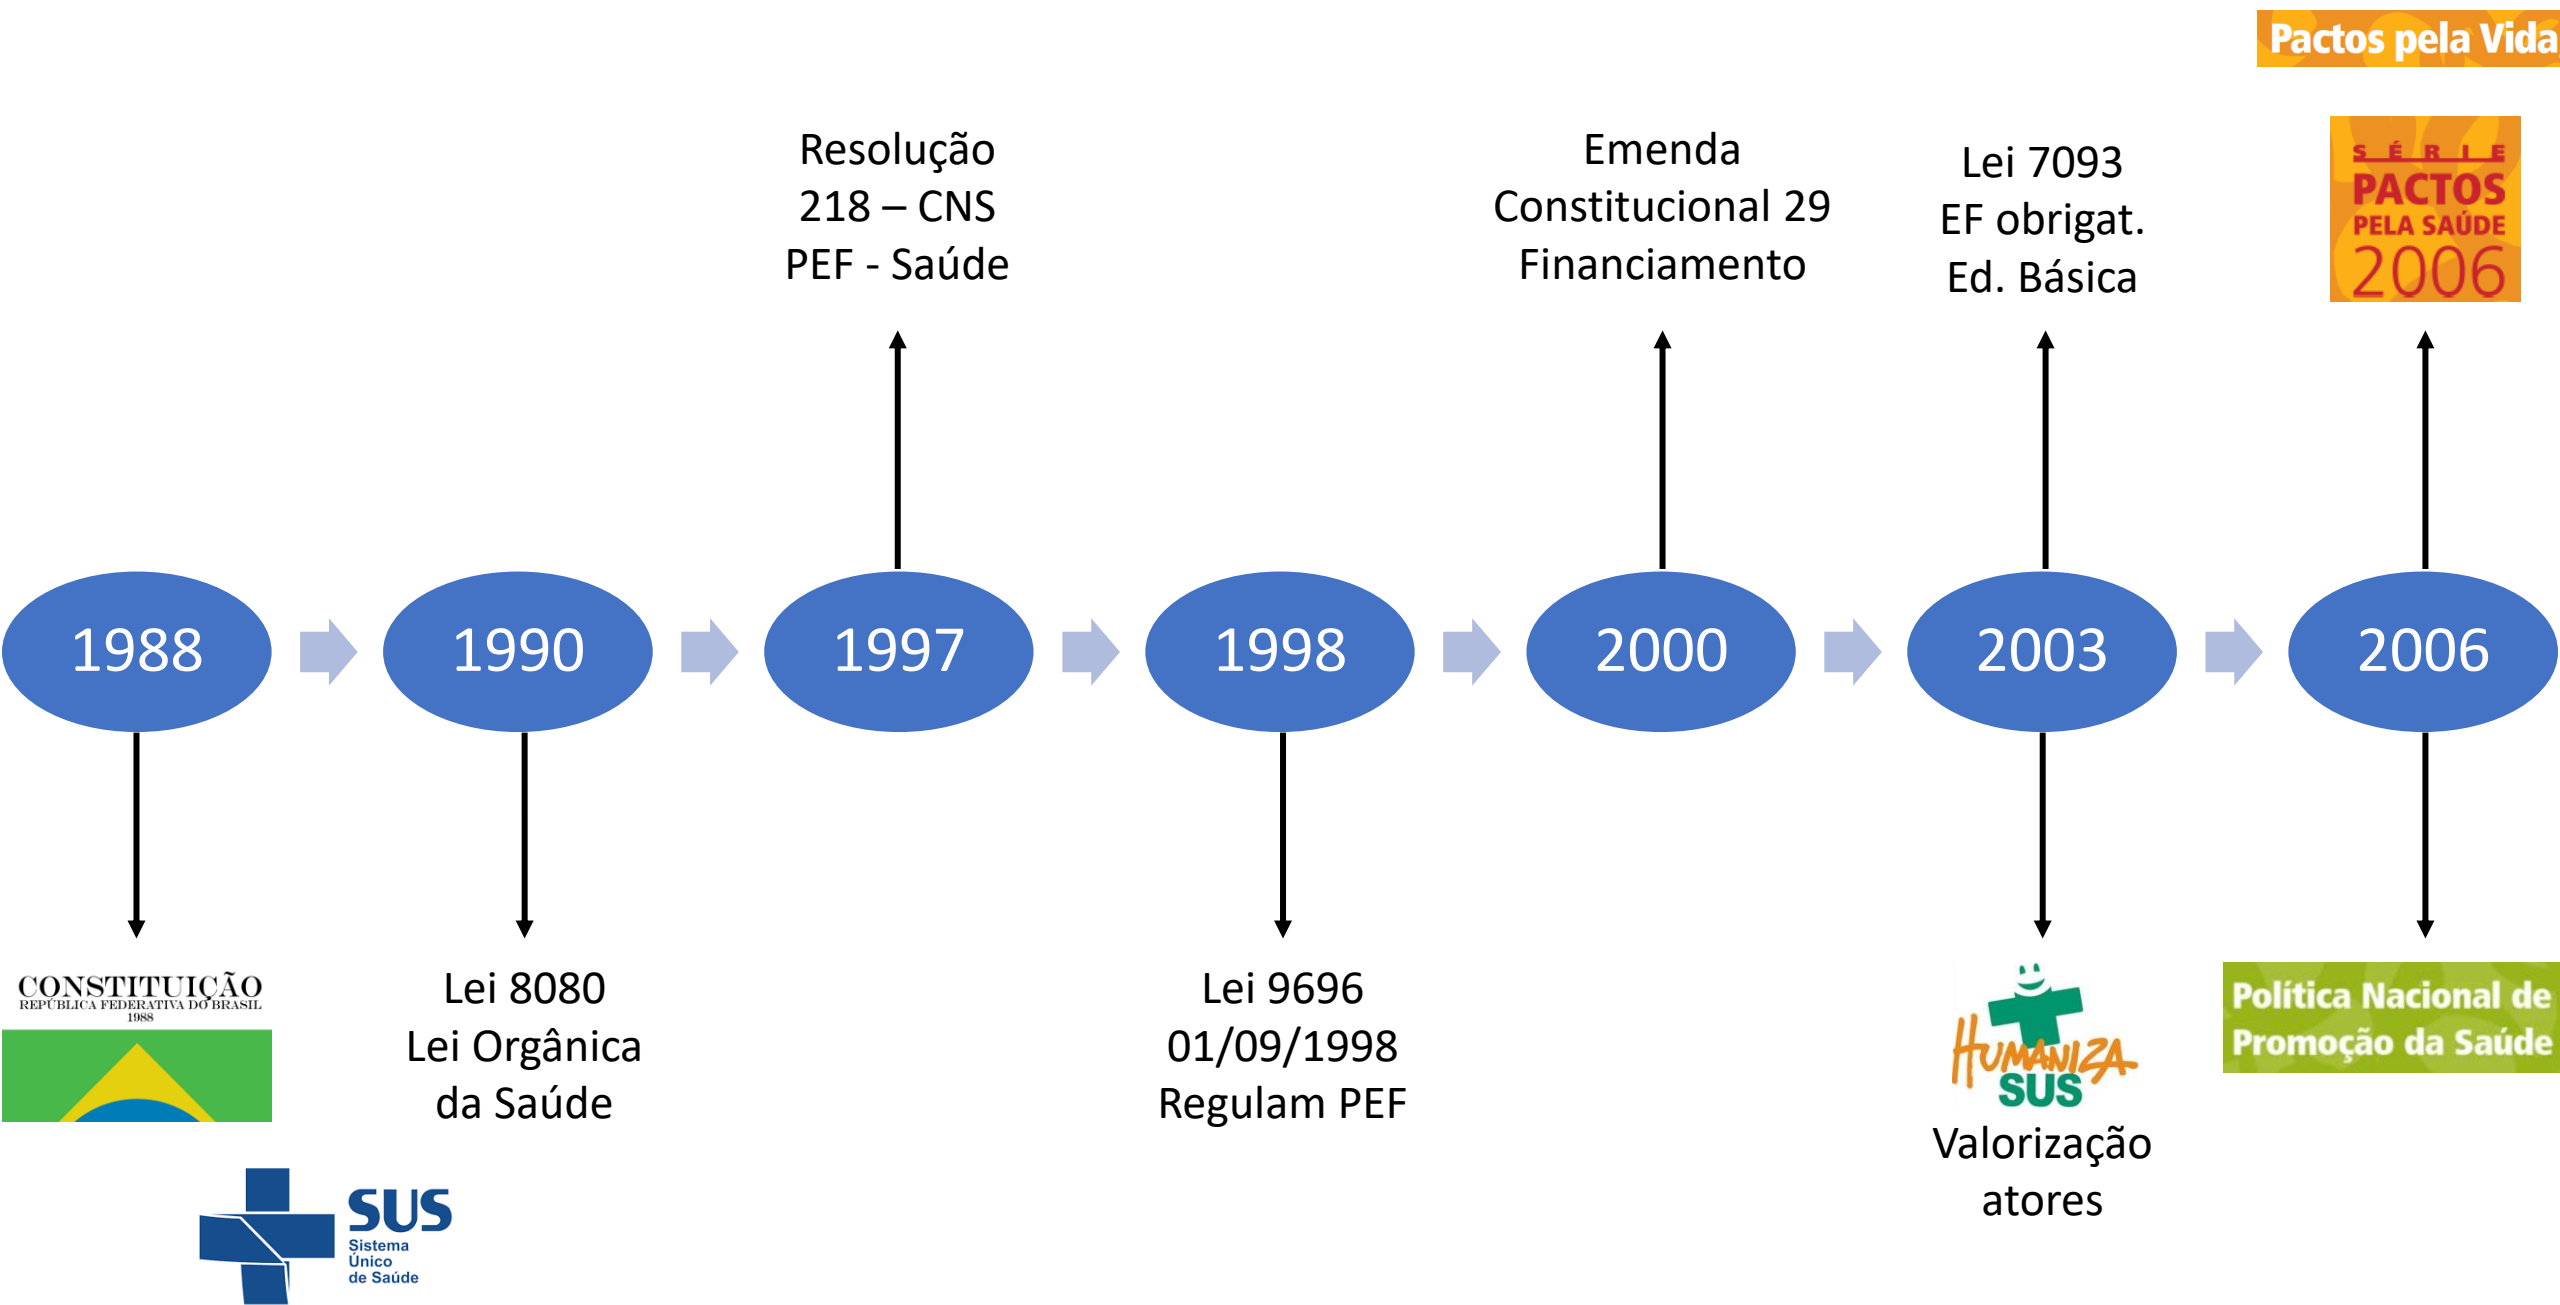 Pactos pela Vida
Resolução
218 – CNS
PEF - Saúde
Emenda
Constitucional 29
Financiamento
Lei 7093
EF obrigat.
Ed. Básica
SÉRIE
PACTOS
PELA SAÚDE
2006
1988
1990
1997
1998
2000
2003
2006
CONSTITUIÇÃO
REPÚBLICA FEDERATIVA DO BRASIL
1988
Lei 8080
Lei Orgânica
da Saúde
Lei 9696
01/09/1998
Regulam PEF
HUMANIZA
SUS
Valorização
atores
Política Nacional de
Promoção da Saúde
SUS
Sistema
Único
de Saúde